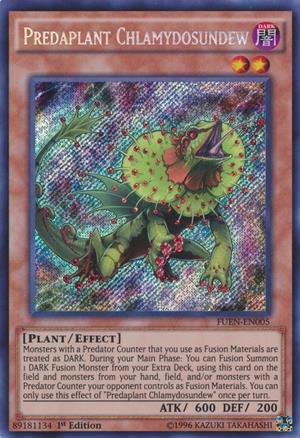 PREDAPLANT CHLAMYDOSUNDEW
DARK
闇
FUEN-EN005
[PLANT/EFFECT]
Monsters with a Predator Counter that you use as Fusion Materials
are treated as DARK. During your Main Phase: You can Fusion Summon
1 DARK Fusion Monster from your Extra Deck, using this card on the
field and monsters from your hand, field, and/or monsters with a
Predator Counter your opponent controls as Fusion Materials. You can
only use this effect of "Predaplant Chlamydosundew" once per turn.
ATK/ 600 DEF/ 200
89181134 1st Edition ©1996 KAZUKI TAKAHASHI